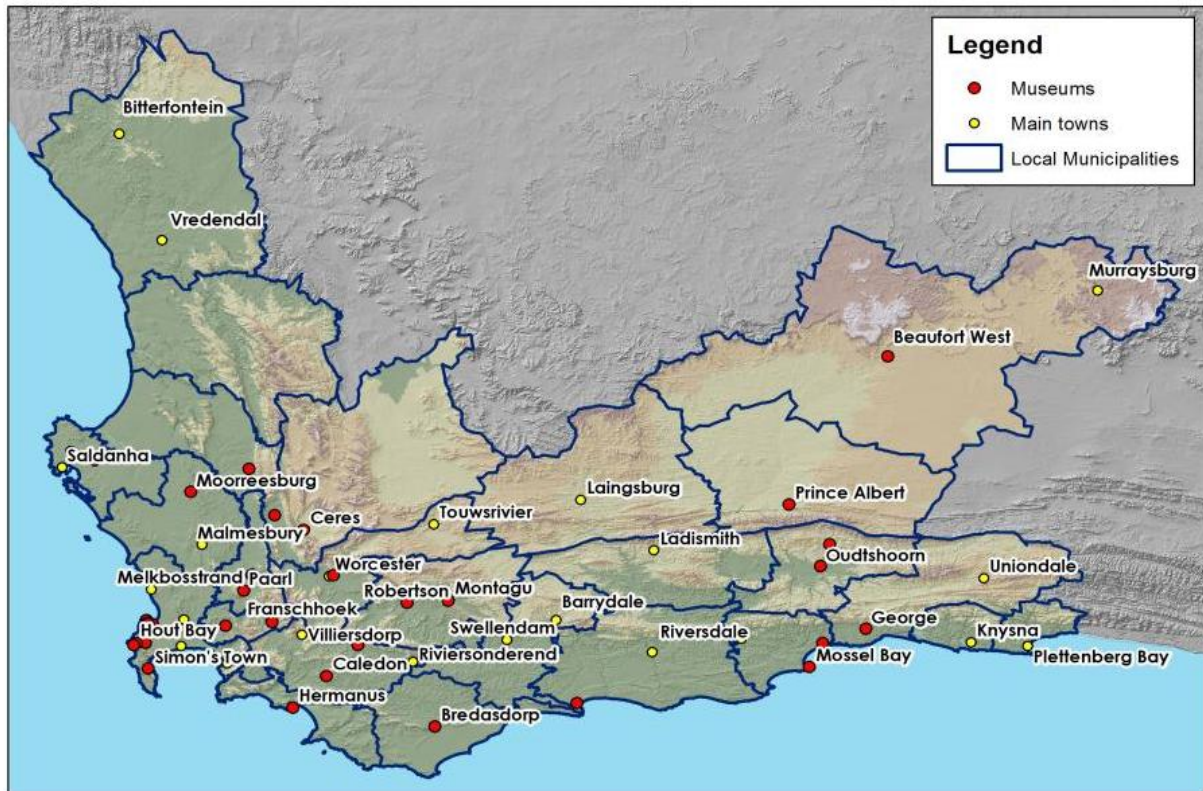 Legend
Museums
Main towns
Local Municipalities
Bitterfontein
Vredendal
Murraysburg
Beaufort West
Saldanha
Moorreesburg
Laingsburg
Prince Albert
Ceres
Touwsrivier
Malmesbury
Ladismith
Oudtshoorn
Worcester
Uniondale
Melkbosstrand
Paarl
Robertson
Montagu
Barrydale
Franschhoek
George
Hout Bay
Villiersdorp
Swellendam
Riversdale
Knysna
Simon's Town
Caledon
Riviersonderend
Mossel Bay
Plettenberg Bay
Hermanus
Bredasdorp